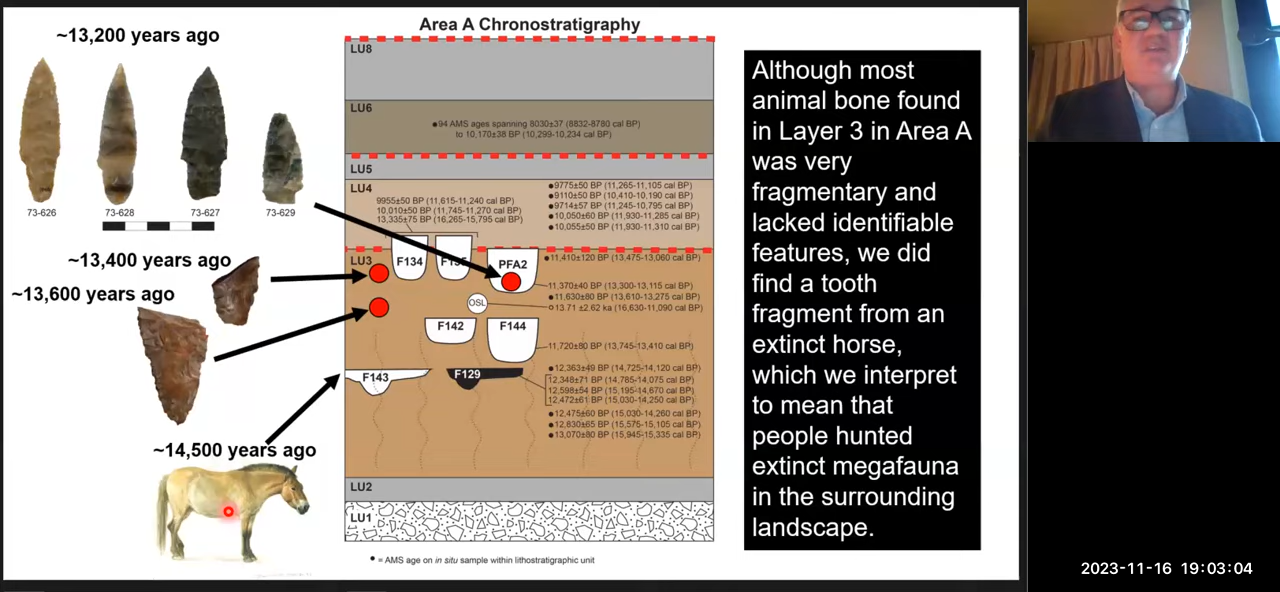 Area A Chronostratigraphy
~13,200 years ago
73-626
73-628
73-627
73-629
~13,400 years ago
~13,600 years ago
~14,500 years ago
LU8
LU6
●94 AMS ages spanning 8030±37 (8832-8780 cal BP)
to 10,170±38 BP (10,299-10,234 cal BP)
LU5
LU4
9955±50 BP (11,615-11,240 cal BP)
10,010±50 BP (11,745-11,270 cal BP)
13,335±75 BP (16,265-15,795 cal BP)
●9775±50 BP (11,265-11,105 cal BP)
●9110±50 BP (10,410-10,190 cal BP)
●9714±57 BP (11,245-10,795 cal BP)
●10,050±60 BP (11,930-11,285 cal BP)
●10,055±50 BP (11,930-11,310 cal BP)
LU3
F134
PFA2
●11,410±120 BP (13,475-13,060 cal BP)
11,370±40 BP (13,300-13,115 cal BP)
●11,630±80 BP (13,610-13,275 cal BP)
OSL
○13.71 ±2.62 ka (16,630-11,090 BP)
F142
F144
11,720±80 BP (13,745-13,410 cal BP)
F143
F129
●12,363±49 BP (14,725-14,120 cal BP)
12,348±71 BP (14,785-14,075 cal BP)
12,598±54 BP (15,195-14,670 cal BP)
12,472±61 BP (15,030-14,250 cal BP)
●12,475±60 BP (15,030-14,260 cal BP)
●12,830±65 BP (15,575-15,105 cal BP)
●13,070±80 BP (15,945-15,335 cal BP)
LU2
LU1
● = AMS age on in situ sample within lithostratigraphic unit
Although most
animal bone found
in Layer 3 in Area A
was very
fragmentary and
lacked identifiable
features, we did
find a tooth
fragment from an
extinct horse,
which we interpret
to mean that
people hunted
extinct megafauna
in the surrounding
landscape.
2023-11-16 19:03:04